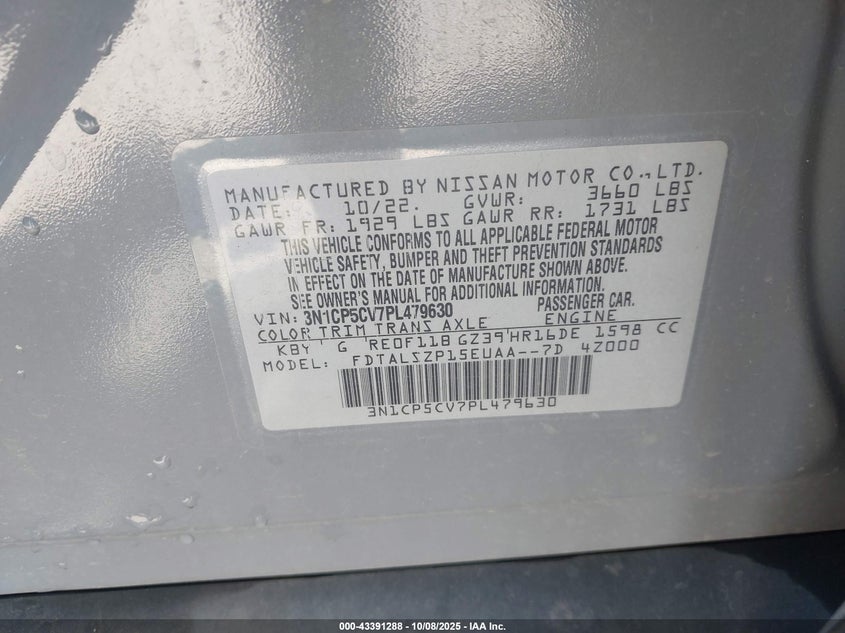 MANUFACTURED BY NISSAN MOTOR CO., LTD.
DATE: 10/22. GVWR: 3660 LBS
GAWR FR: 1929 LBS GAWR RR: 1731 LBS
THIS VEHICLE CONFORMS TO ALL APPLICABLE FEDERAL MOTOR
VEHICLE SAFETY, BUMPER AND THEFT PREVENTION STANDARDS
IN EFFECT ON THE DATE OF MANUFACTURE SHOWN ABOVE.
SEE OWNER'S MANUAL FOR ADDITIONAL INFORMATION.
VIN: 3N1CP5CV7PL479630 PASSENGER CAR.
COLOR TRIM TRANS AXLE ENGINE
KBY G RE0F11B GZ39 HR16DE 1598 CC
MODEL: FDTALSZP15EUAA--7D 4Z000
3N1CP5CV7PL479630
000-43391288 - 10/08/2025 - IAA Inc.